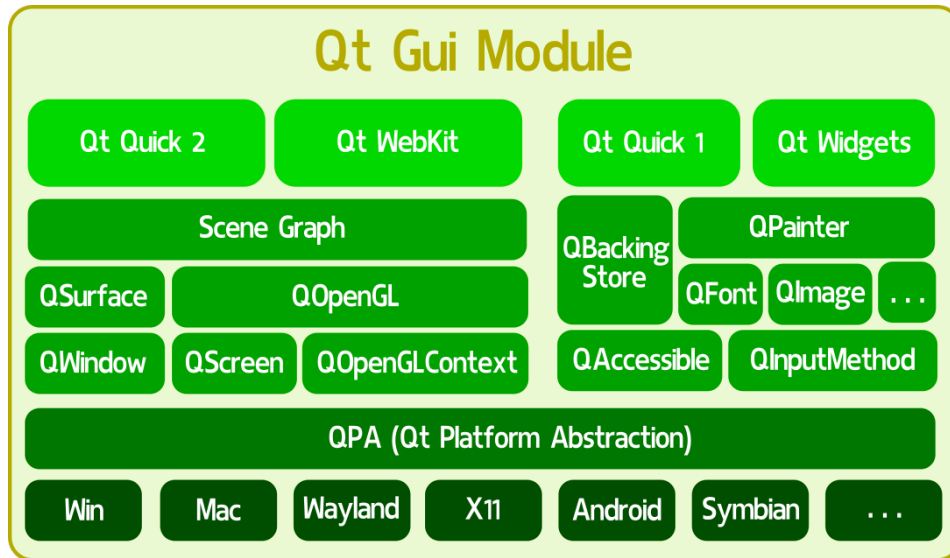 Qt Gui Module
Qt Quick 2
Qt WebKit
Qt Quick 1
Qt Widgets
Scene Graph
QBacking
Store
QPainter
QSurface
QOpenGL
QFont
QImage
...
QWindow
QScreen
QOpenGLContext
QAccessible
QInputMethod
QPA (Qt Platform Abstraction)
Win
Mac
Wayland
X11
Android
Symbian
...